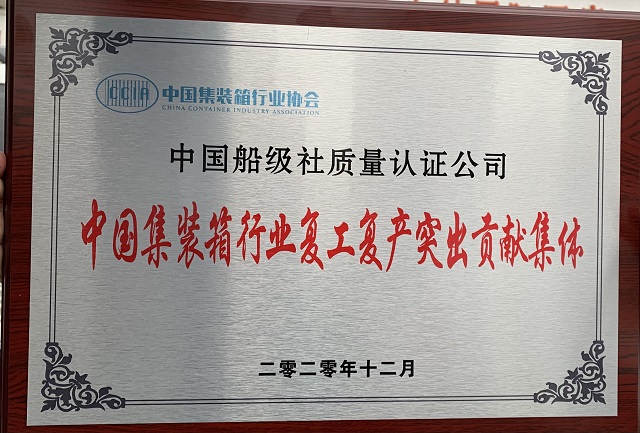 CCIA 中国集装箱行业协会
CHINA CONTAINER INDUSTRY ASSOCIATION
中国船级社质量认证公司
中国集装箱行业复工复产突出贡献集体
二零二零年十二月